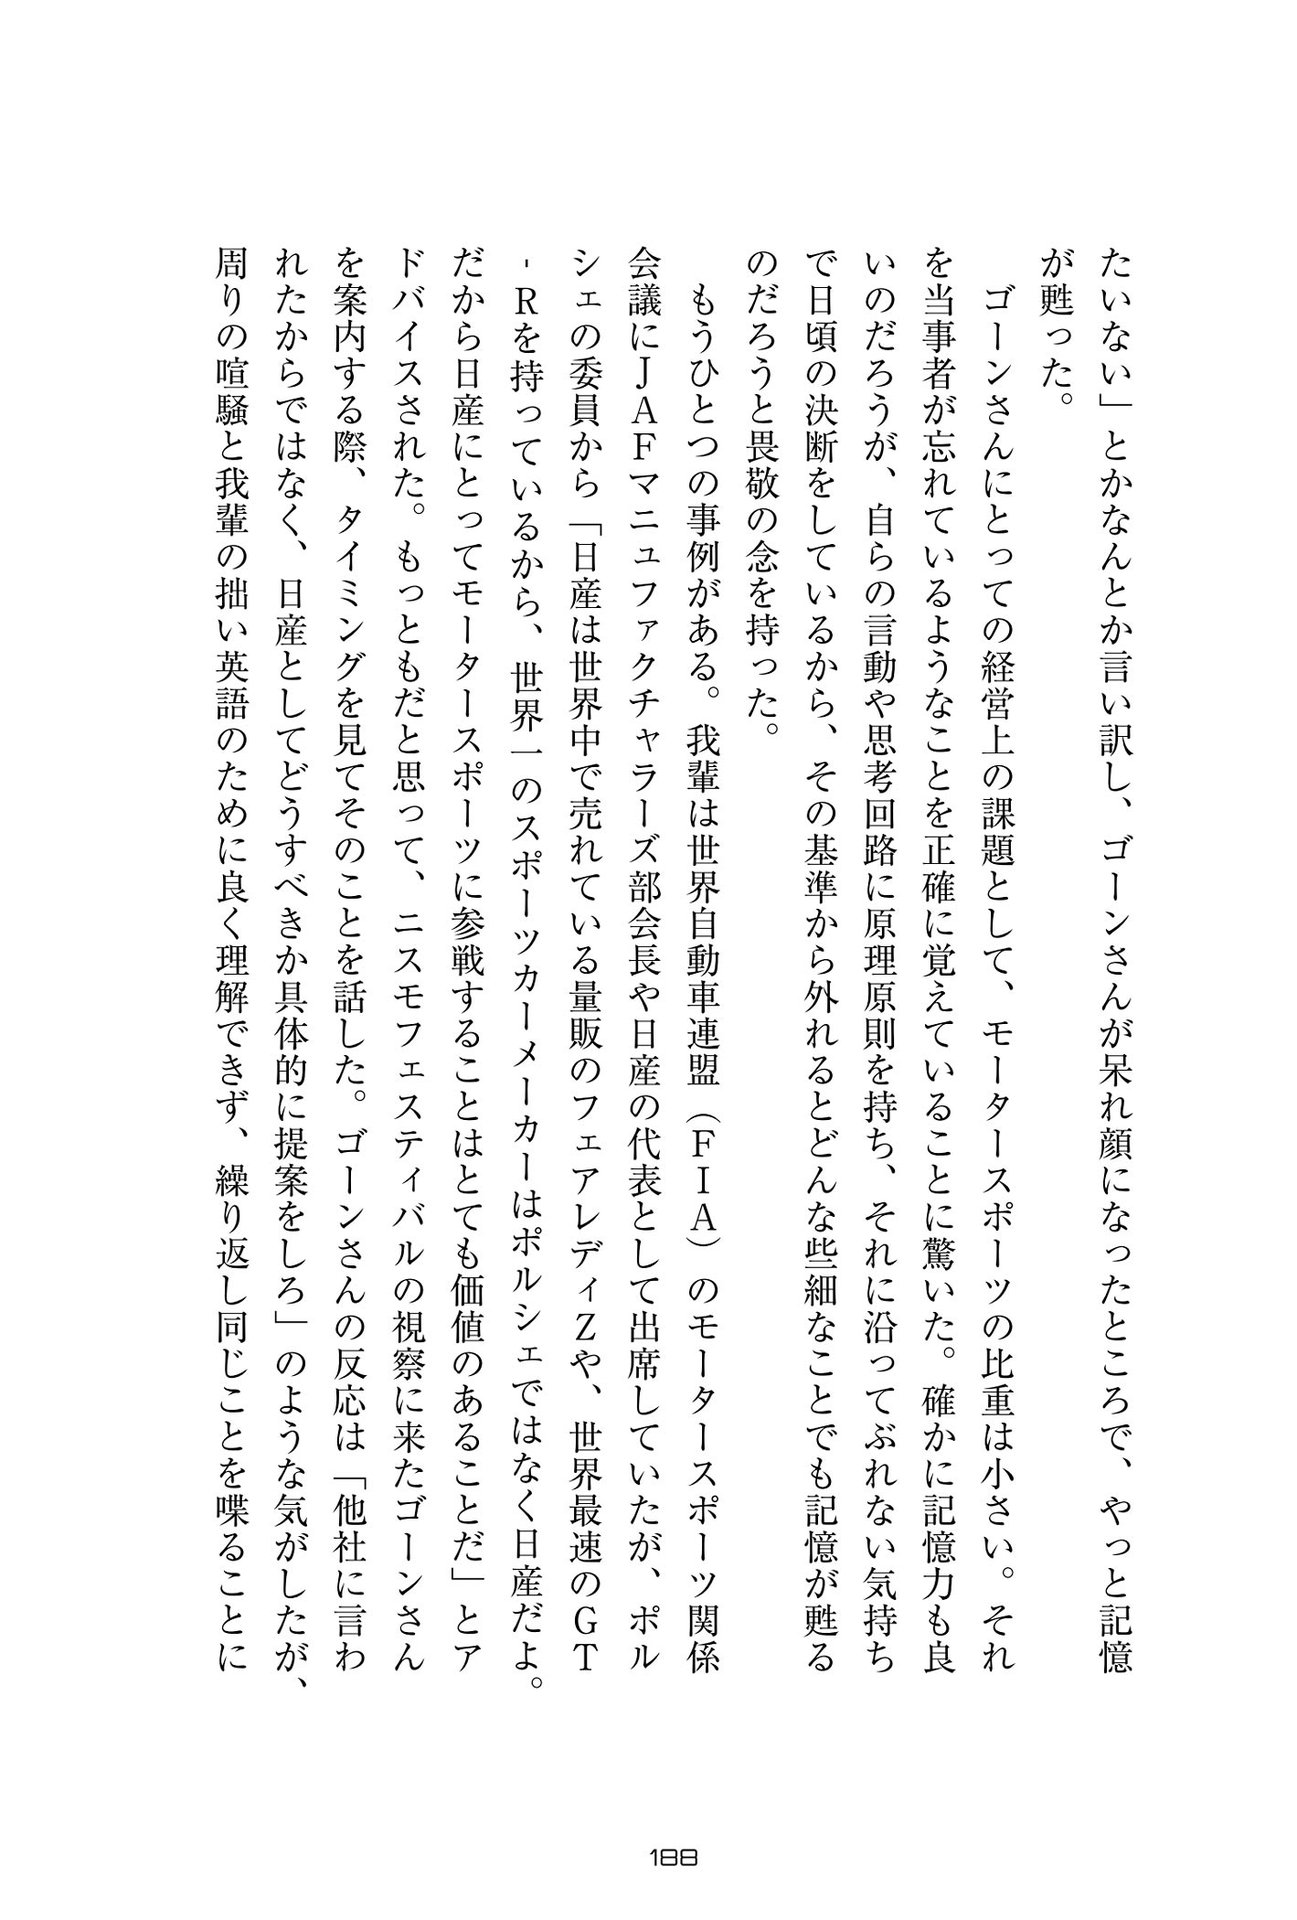 たいない」とかなんとか言い訳し、ゴーンさんが呆れ顔になったところで、やっと記憶
が甦った。
　ゴーンさんにとっての経営上の課題として、モータースポーツの比重は小さい。それ
を当事者が忘れているようなことを正確に覚えていることに驚いた。確かに記憶力も良
いのだろうが、自らの言動や思考回路に原理原則を持ち、それに沿ってぶれない気持ち
で日頃の決断をしているから、その基準から外れるとどんな些細なことでも記憶が甦る
のだろうと畏敬の念を持った。
　もうひとつの事例がある。我輩は世界自動車連盟（FIA）のモータースポーツ関係
会議にJAFマニュファクチャラーズ部会長や日産の代表として出席していたが、ポル
シェの委員から「日産は世界中で売れている量販のフェアレディZや、世界最速のGT
-Rを持っているから、世界一のスポーツカーメーカーはポルシェではなく日産だよ。
だから日産にとってモータースポーツに参戦することはとても価値のあることだ」とア
ドバイスされた。もっともだと思って、ニスモフェスティバルの視察に来たゴーンさん
を案内する際、タイミングを見てそのことを話した。ゴーンさんの反応は「他社に言わ
れたからではなく、日産としてどうすべきか具体的に提案をしろ」のような気がしたが、
周りの喧騒と我輩の拙い英語のために良く理解できず、繰り返し同じことを喋ることに
188